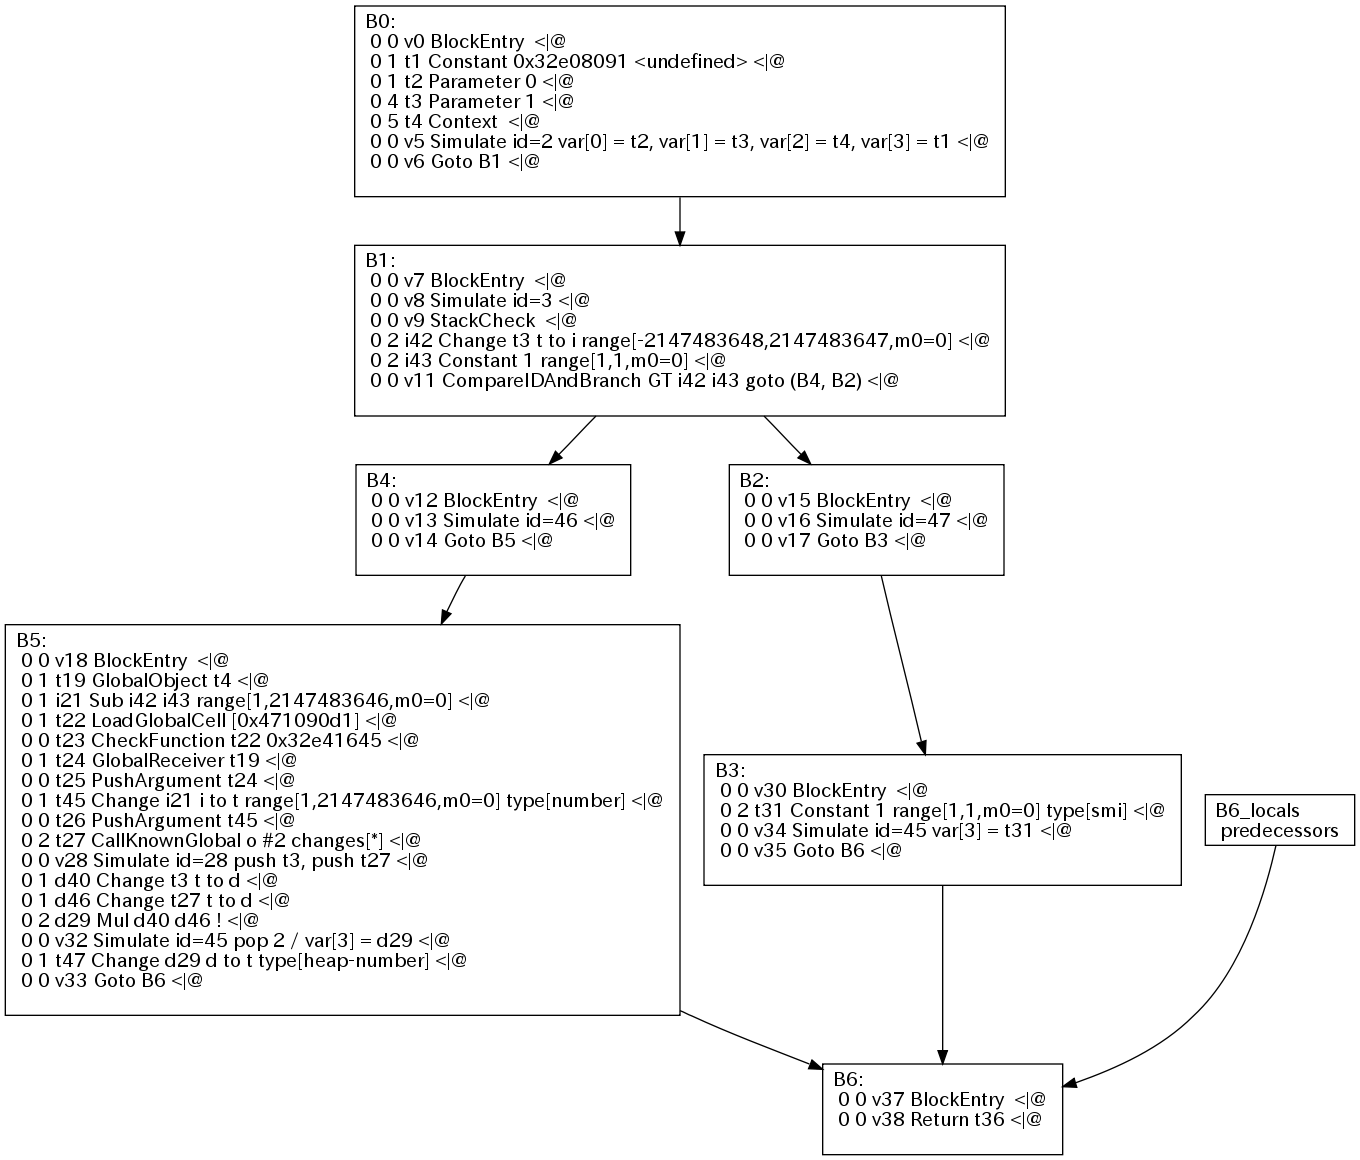 B0:
0 0 v0 BlockEntry <|@
0 1 t1 Constant 0x32e08091 <undefined> <|@
0 1 t2 Parameter 0 <|@
0 4 t3 Parameter 1 <|@
0 5 t4 Context <|@
0 0 v5 Simulate id=2 var[0] = t2, var[1] = t3, var[2] = t4, var[3] = t1 <|@
0 0 v6 Goto B1 <|@
B1:
0 0 v7 BlockEntry <|@
0 0 v8 Simulate id=3 <|@
0 0 v9 StackCheck <|@
0 2 i42 Change t3 t to i range[-2147483648,2147483647,m0=0] <|@
0 2 i43 Constant 1 range[1,1,m0=0] <|@
0 0 v11 CompareIDAndBranch GT i42 i43 goto (B4, B2) <|@
B4:
0 0 v12 BlockEntry <|@
0 0 v13 Simulate id=46 <|@
0 0 v14 Goto B5 <|@
B2:
0 0 v15 BlockEntry <|@
0 0 v16 Simulate id=47 <|@
0 0 v17 Goto B3 <|@
B5:
0 0 v18 BlockEntry <|@
0 1 t19 GlobalObject t4 <|@
0 1 i21 Sub i42 i43 range[1,2147483646,m0=0] <|@
0 1 t22 LoadGlobalCell [0x471090d1] <|@
0 0 t23 CheckFunction t22 0x32e41645 <|@
0 1 t24 GlobalReceiver t19 <|@
0 0 t25 PushArgument t24 <|@
0 1 t45 Change i21 i to t range[1,2147483646,m0=0] type[number] <|@
0 0 t26 PushArgument t45 <|@
0 2 t27 CallKnownGlobal o #2 changes[*] <|@
0 0 v28 Simulate id=28 push t3, push t27 <|@
0 1 d40 Change t3 t to d <|@
0 1 d46 Change t27 t to d <|@
0 2 d29 Mul d40 d46 ! <|@
0 0 v32 Simulate id=45 pop 2 / var[3] = d29 <|@
0 1 t47 Change d29 d to t type[heap-number] <|@
0 0 v33 Goto B6 <|@
B3:
0 0 v30 BlockEntry <|@
0 2 t31 Constant 1 range[1,1,m0=0] type[smi] <|@
0 0 v34 Simulate id=45 var[3] = t31 <|@
0 0 v35 Goto B6 <|@
B6_locals
predecessors
B6:
0 0 v37 BlockEntry <|@
0 0 v38 Return t36 <|@